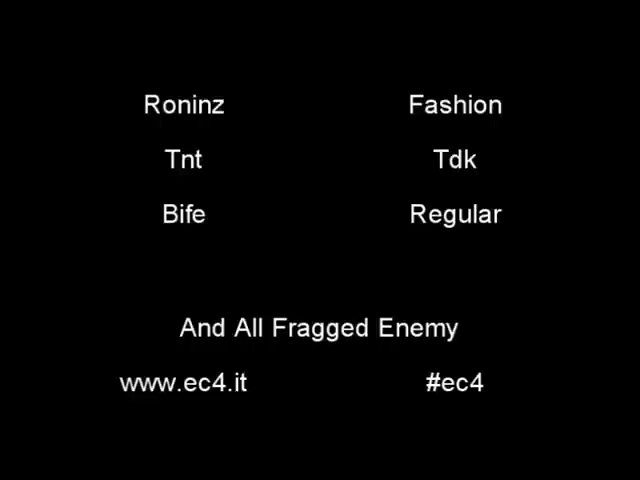 Roninz Fashion
Tnt Tdk
Bife Regular
And All Fragged Enemy
www.ec4.it #ec4